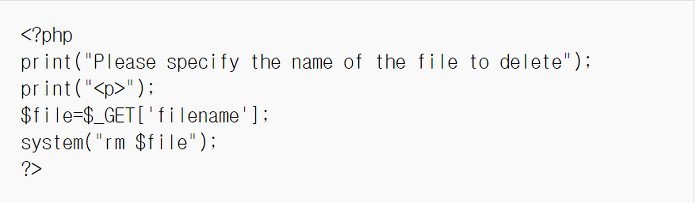 <?php
print("Please specify the name of the file to delete");
print("<p>");
$file=$_GET['filename'];
system("rm $file");
?>